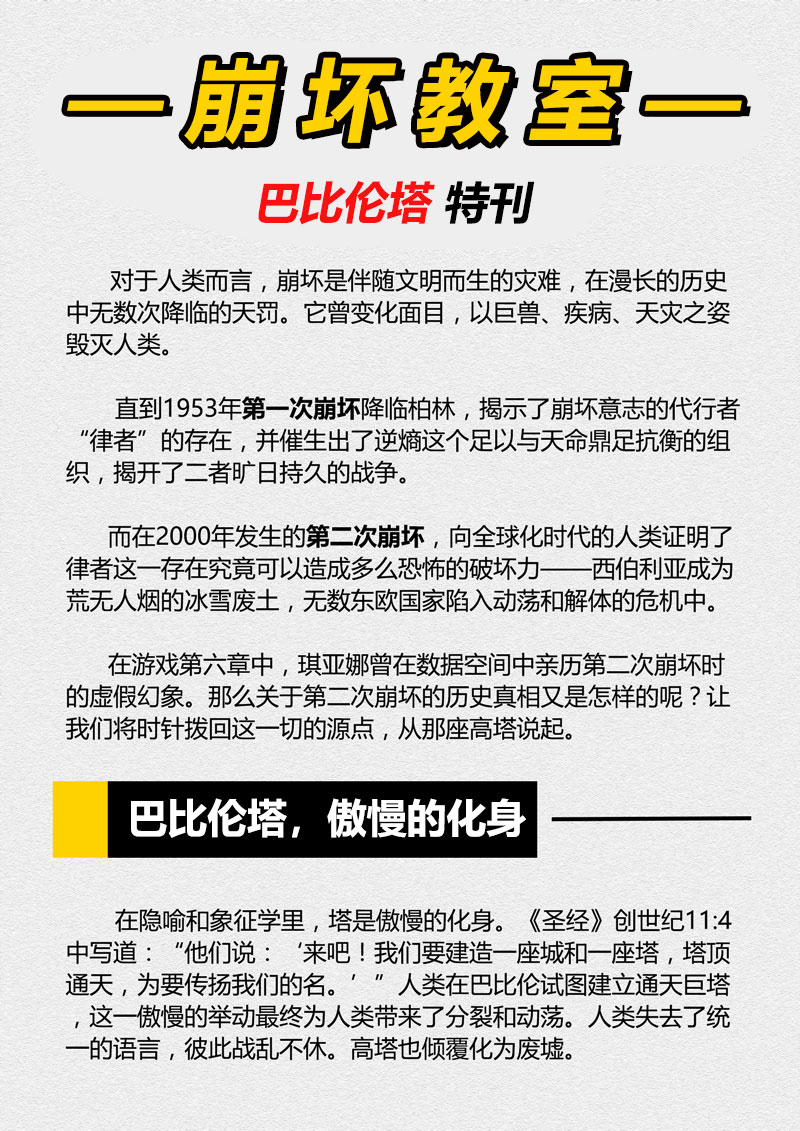 崩坏教室
巴比伦塔 特刊
对于人类而言，崩坏是伴随文明而生的灾难，在漫长的历史
中无数次降临的天罚。它曾变化面目，以巨兽、疾病、天灾之姿
毁灭人类。
直到1953年第一次崩坏降临柏林，揭示了崩坏意志的代行者
“律者”的存在，并催生出了逆熵这个足以与天命鼎足抗衡的组
织，揭开了二者旷日持久的战争。
而在2000年发生的第二次崩坏，向全球化时代的人类证明了
律者这一存在究竟可以造成多么恐怖的破坏力——西伯利亚成为
荒无人烟的冰雪废土，无数东欧国家陷入动荡和解体的危机中。
在游戏第六章中，琪亚娜曾在数据空间中亲历第二次崩坏时
的虚假幻象。那么关于第二次崩坏的历史真相又是怎样的呢？让
我们将时针拨回这一切的源点，从那座高塔说起。
巴比伦塔，傲慢的化身
在隐喻和象征学里，塔是傲慢的化身。《圣经》创世纪11:4
中写道：“他们说：‘来吧！我们要建造一座城和一座塔，塔顶
通天，为要传扬我们的名。’”人类在巴比伦试图建立通天巨塔
，这一傲慢的举动最终为人类带来了分裂和动荡。人类失去了统
一的语言，彼此战乱不休。高塔也倾覆化为废墟。